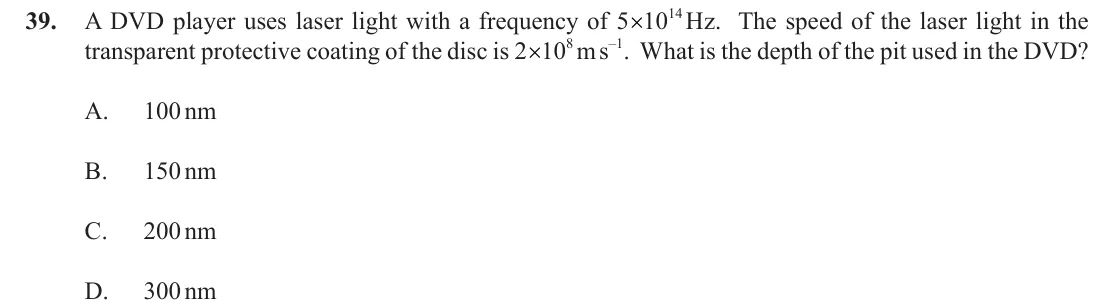 39. A DVD player uses laser light with a frequency of 5×10¹⁴ Hz. The speed of the laser light in the
transparent protective coating of the disc is 2×10⁸ m s⁻¹. What is the depth of the pit used in the DVD?
A. 100 nm
B. 150 nm
C. 200 nm
D. 300 nm